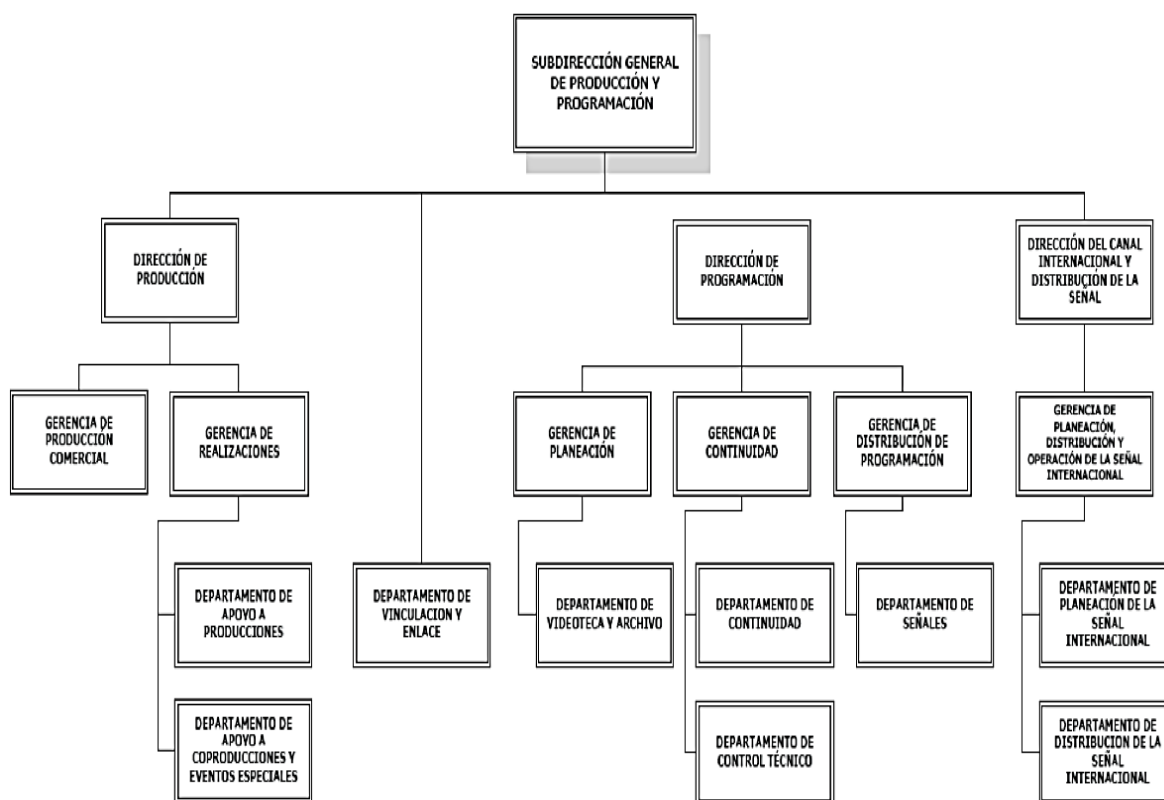 SUBDIRECCIÓN GENERAL
DE PRODUCCIÓN Y
PROGRAMACIÓN
DIRECCIÓN DE
PRODUCCIÓN
DIRECCIÓN DE
PROGRAMACIÓN
DIRECCIÓN DEL CANAL
INTERNACIONAL Y
DISTRIBUCIÓN DE LA
SEÑAL
GERENCIA DE
PRODUCCIÓN
COMERCIAL
GERENCIA DE
REALIZACIONES
GERENCIA DE
PLANEACIÓN
GERENCIA DE
CONTINUIDAD
GERENCIA DE
DISTRIBUCIÓN DE
PROGRAMACIÓN
GERENCIA DE
PLANEACIÓN,
DISTRIBUCIÓN Y
OPERACIÓN DE LA SEÑAL
INTERNACIONAL
DEPARTAMENTO DE
APOYO A
PRODUCCIONES
DEPARTAMENTO DE
VINCULACION Y
ENLACE
DEPARTAMENTO DE
VIDEOTECA Y ARCHIVO
DEPARTAMENTO DE
CONTINUIDAD
DEPARTAMENTO DE
SEÑALES
DEPARTAMENTO DE
PLANEACIÓN DE LA
SEÑAL
INTERNACIONAL
DEPARTAMENTO DE
APOYO A
COPRODUCCIONES Y
EVENTOS ESPECIALES
DEPARTAMENTO DE
CONTROL TÉCNICO
DEPARTAMENTO DE
DISTRIBUCION DE LA
SEÑAL
INTERNACIONAL